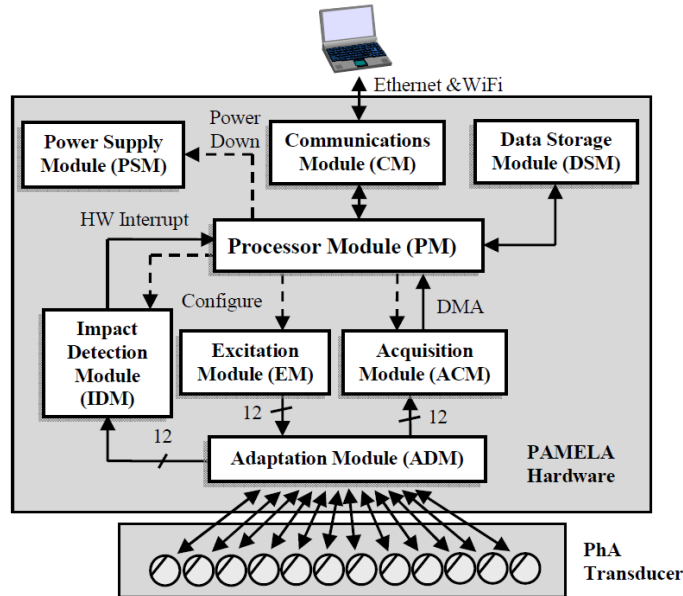 Ethernet &WiFi
Power
Down
Power Supply
Module (PSM)
Communications
Module (CM)
Data Storage
Module (DSM)
HW Interrupt
Processor Module (PM)
Configure
DMA
Impact
Detection
Module
(IDM)
Excitation
Module (EM)
Acquisition
Module (ACM)
12
12
12
Adaptation Module (ADM)
PAMELA
Hardware
PhA
Transducer